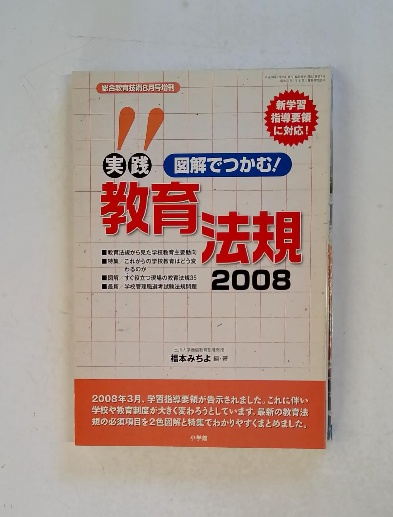 総合教育技術8月号増刊
新学習
指導要領
に対応!
実践 図解でつかむ!
教育
法規
2008
■教育法規から見た学校教育主要動向
■特集/これからの学校教育はどう変
わるのか
■図解/すぐ役立つ現場の教育法規35
■最新/学校管理職選考試験法規問題
橿本みちよ 編・著
2008年3月、学習指導要領が告示されました。これに伴い
学校や教育制度が大きく変わろうとしています。最新の教育法
規の必須項目を2色図解と特集でわかりやすくまとめました。
小学館